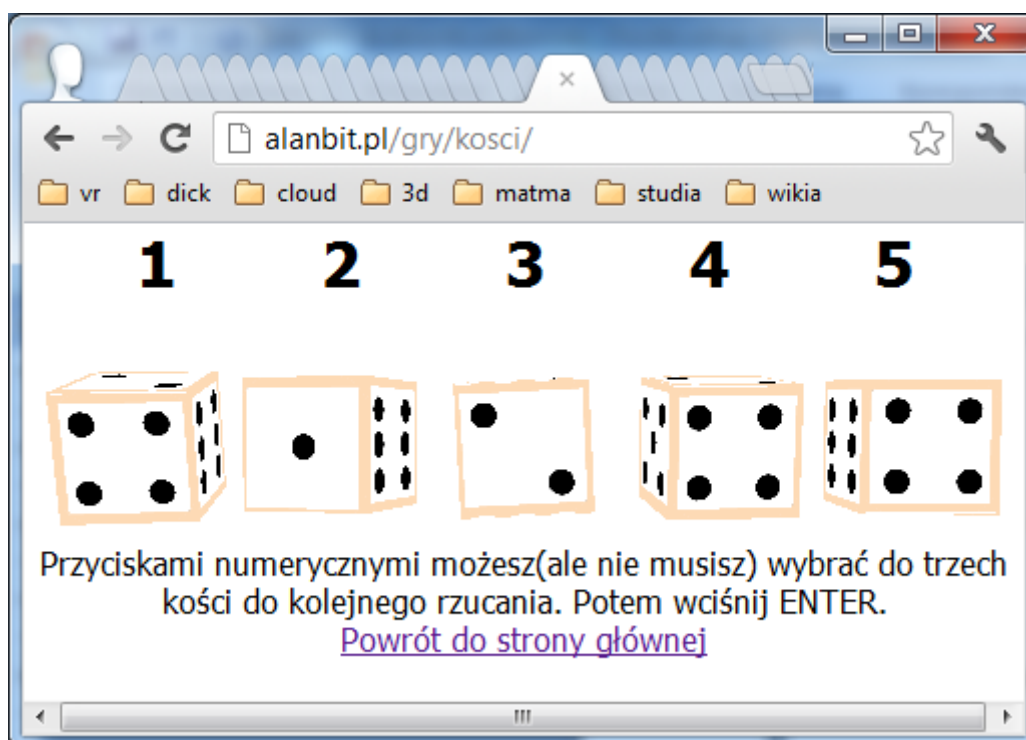 alanbit.pl/gry/kosci/
vr dick cloud 3d matma studia wikia
1 2 3 4 5
Przyciskami numerycznymi możesz(ale nie musisz) wybrać do trzech
kości do kolejnego rzucania. Potem wciśnij ENTER.
Powrót do strony głównej